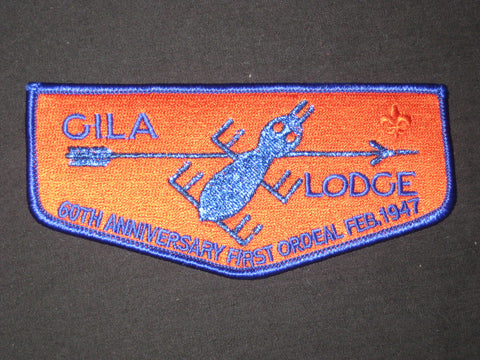 GILA
LODGE
60TH ANNIVERSARY FIRST ORDEAL FEB. 1947